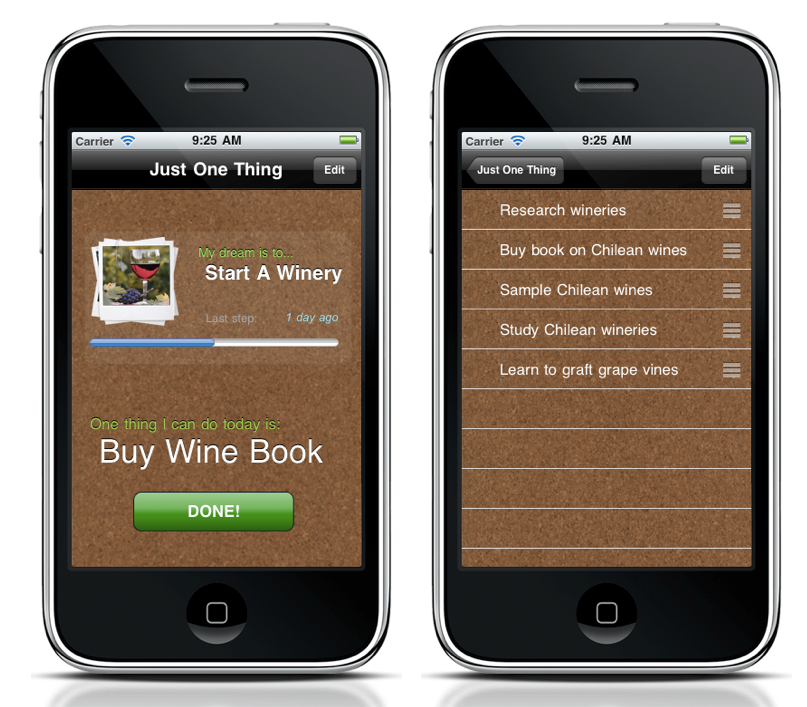 Carrier 9:25 AM
Just One Thing Edit
My dream is to...
Start A Winery
Last step: 1 day ago
One thing I can do today is:
Buy Wine Book
DONE!
Carrier 9:25 AM
Just One Thing Edit
Research wineries
Buy book on Chilean wines
Sample Chilean wines
Study Chilean wineries
Learn to graft grape vines